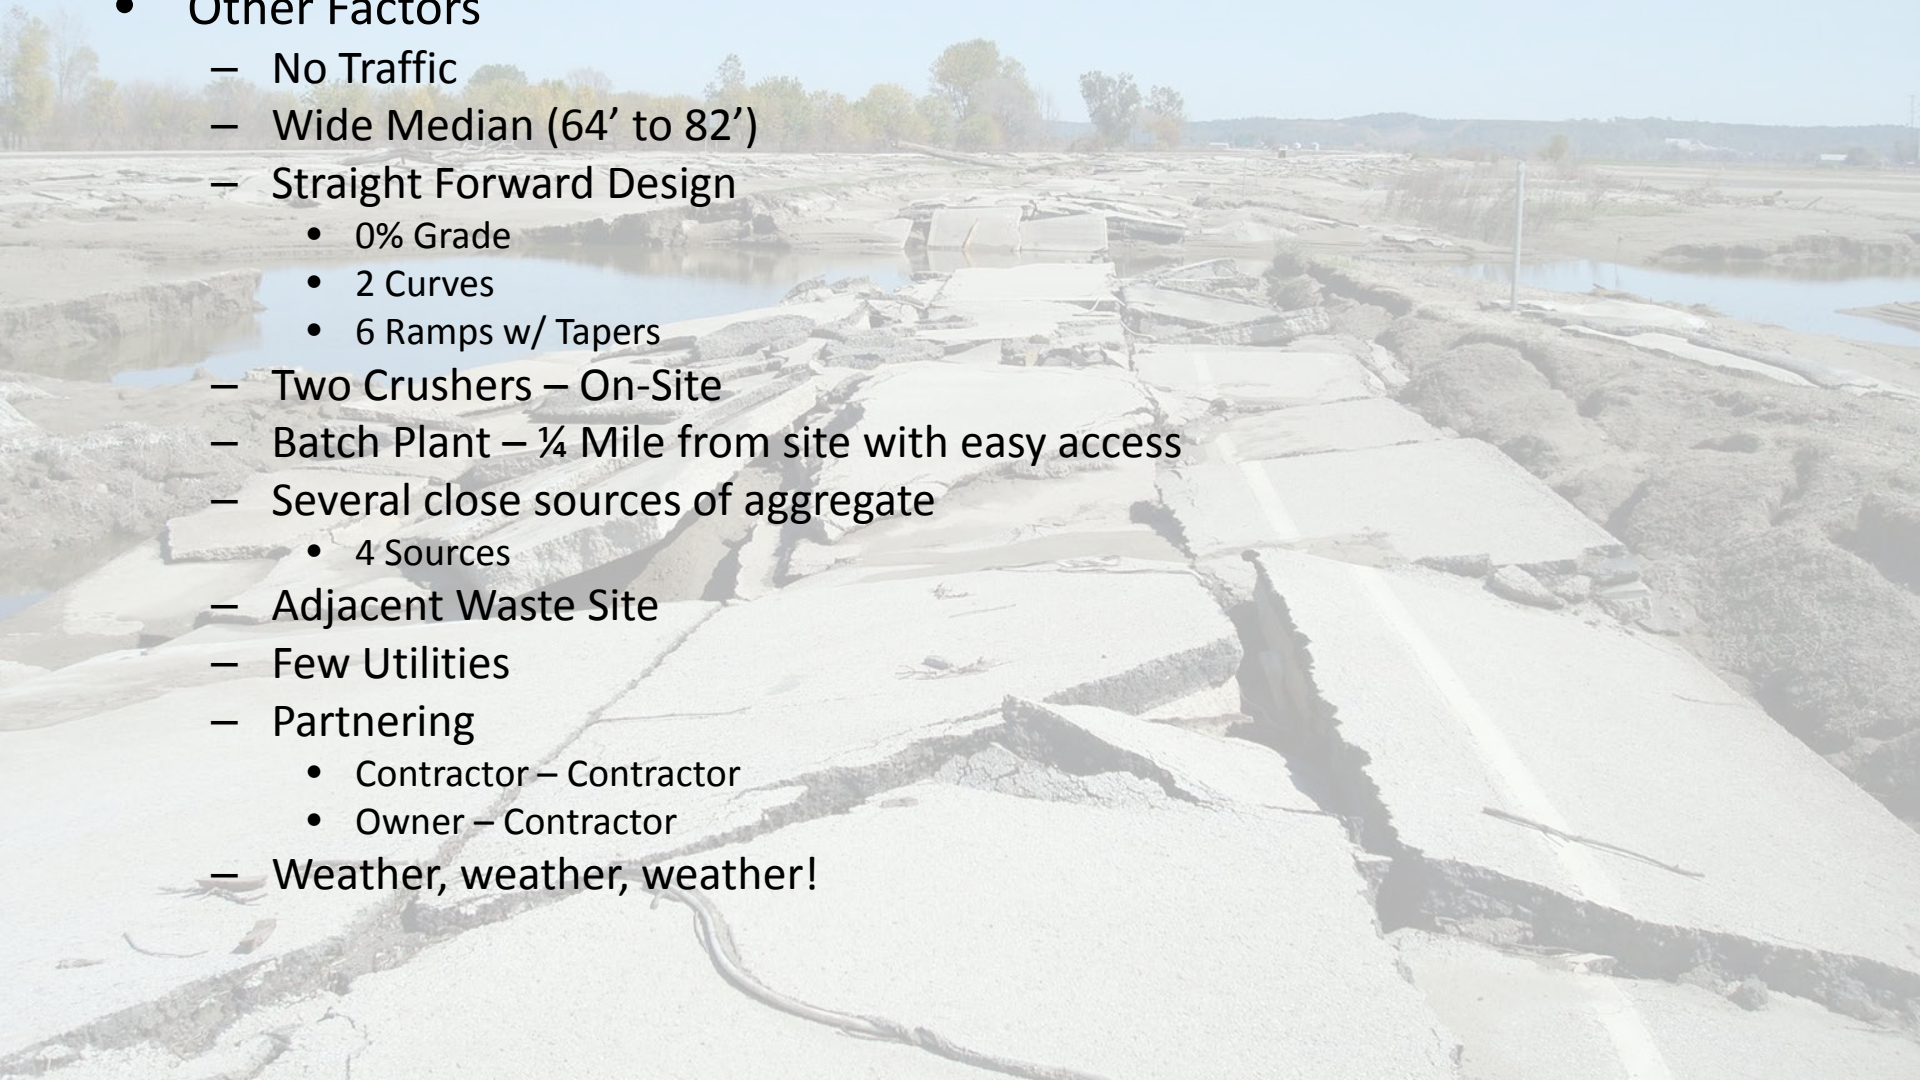 • Other Factors
– No Traffic
– Wide Median (64’ to 82’)
– Straight Forward Design
• 0% Grade
• 2 Curves
• 6 Ramps w/ Tapers
– Two Crushers – On-Site
– Batch Plant – ¼ Mile from site with easy access
– Several close sources of aggregate
• 4 Sources
– Adjacent Waste Site
– Few Utilities
– Partnering
• Contractor – Contractor
• Owner – Contractor
– Weather, weather, weather!